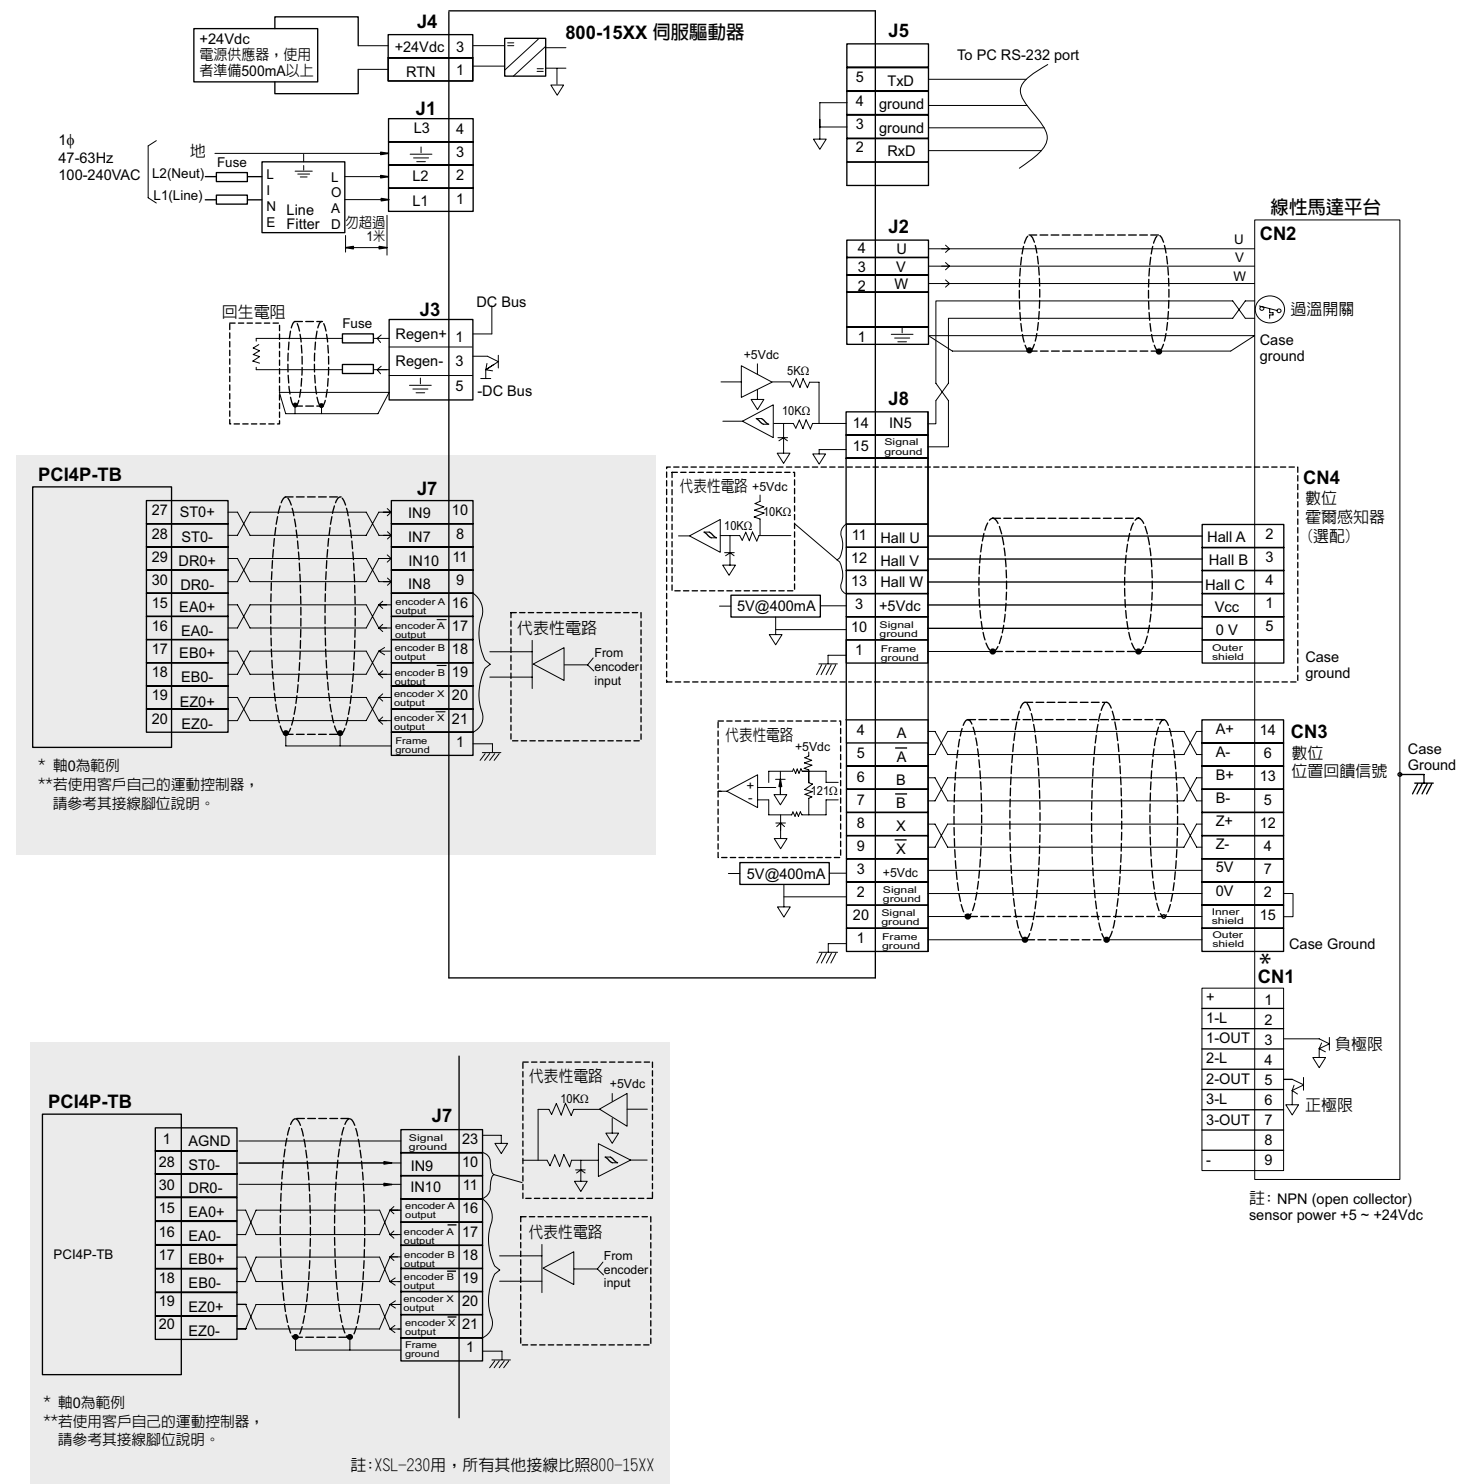 800-15XX 伺服驅動器
+24Vdc
電源供應器，使用
者準備500mA以上
J4
+24Vdc 3
RTN 1
J1
L3 4
3
L2 2
L1 1
1ϕ
47-63Hz
100-240VAC
地
L2(Neut)
Fuse
L1(Line)
LINE
Line
Fitter
LOAD
勿超過
1米
回生電阻
Fuse
J3
DC Bus
Regen+ 1
Regen- 3
5
-DC Bus
J5
To PC RS-232 port
5 TxD
4 ground
3 ground
2 RxD
線性馬達平台
J2
4 U
3 V
2 W
1
CN2
U
V
W
過溫開關
Case
ground
+5Vdc
5KΩ
10KΩ
J8
14 IN5
15 Signal ground
代表性電路 +5Vdc
10KΩ
10KΩ
11 Hall U
12 Hall V
13 Hall W
5V@400mA
3 +5Vdc
10 Signal ground
1 Frame ground
CN4
數位
霍爾感知器
(選配)
Hall A 2
Hall B 3
Hall C 4
Vcc 1
0 V 5
Outer shield
Case
ground
代表性電路
+5Vdc
+
-
121Ω
4 A
5 A̅
6 B
7 B̅
8 X
9 X̅
5V@400mA
3 +5Vdc
2 Signal ground
20 Signal ground
1 Frame ground
CN3
數位
位置回饋信號
A+ 14
A- 6
B+ 13
B- 5
Z+ 12
Z- 4
5V 7
0V 2
Inner shield 15
Outer shield
Case Ground
Case
Ground
*
CN1
+ 1
1-L 2
1-OUT 3
2-L 4
2-OUT 5
3-L 6
3-OUT 7
8
- 9
負極限
正極限
註: NPN (open collector)
sensor power +5 ~ +24Vdc
PCI4P-TB
27 ST0+
28 ST0-
29 DR0+
30 DR0-
15 EA0+
16 EA0-
17 EB0+
18 EB0-
19 EZ0+
20 EZ0-
J7
IN9 10
IN7 8
IN10 11
IN8 9
encoder A output 16
encoder A̅ output 17
encoder B output 18
encoder B̅ output 19
encoder X output 20
encoder X̅ output 21
Frame ground 1
代表性電路
From
encoder
input
* 軸0為範例
**若使用客戶自己的運動控制器，
請參考其接線腳位說明。
PCI4P-TB
PCI4P-TB
1 AGND
28 ST0-
30 DR0-
15 EA0+
16 EA0-
17 EB0+
18 EB0-
19 EZ0+
20 EZ0-
J7
Signal ground 23
IN9 10
IN10 11
encoder A output 16
encoder A̅ output 17
encoder B output 18
encoder B̅ output 19
encoder X output 20
encoder X̅ output 21
Frame ground 1
代表性電路
+5Vdc
10KΩ
代表性電路
From
encoder
input
* 軸0為範例
**若使用客戶自己的運動控制器，
請參考其接線腳位說明。
註:XSL-230用，所有其他接線比照800-15XX